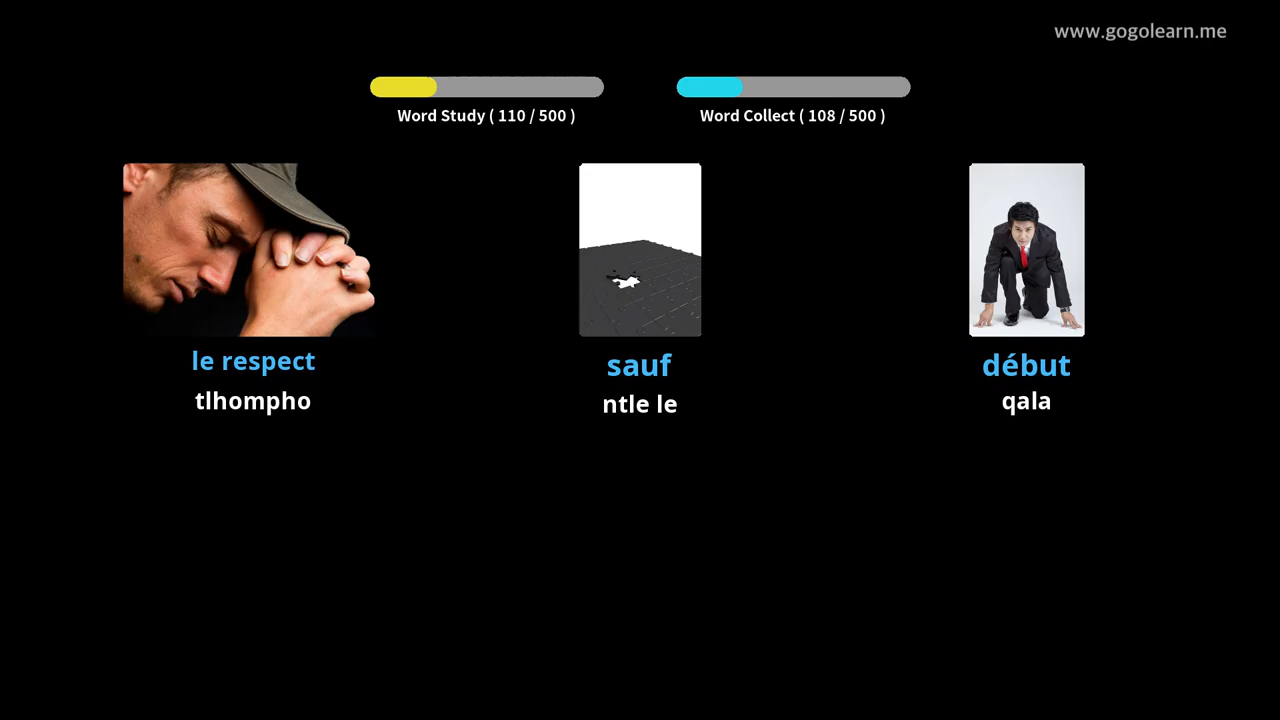 www.gogolearn.me
Word Study ( 110 / 500 )
Word Collect ( 108 / 500 )
le respect
tlhompho
sauf
ntle le
début
qala